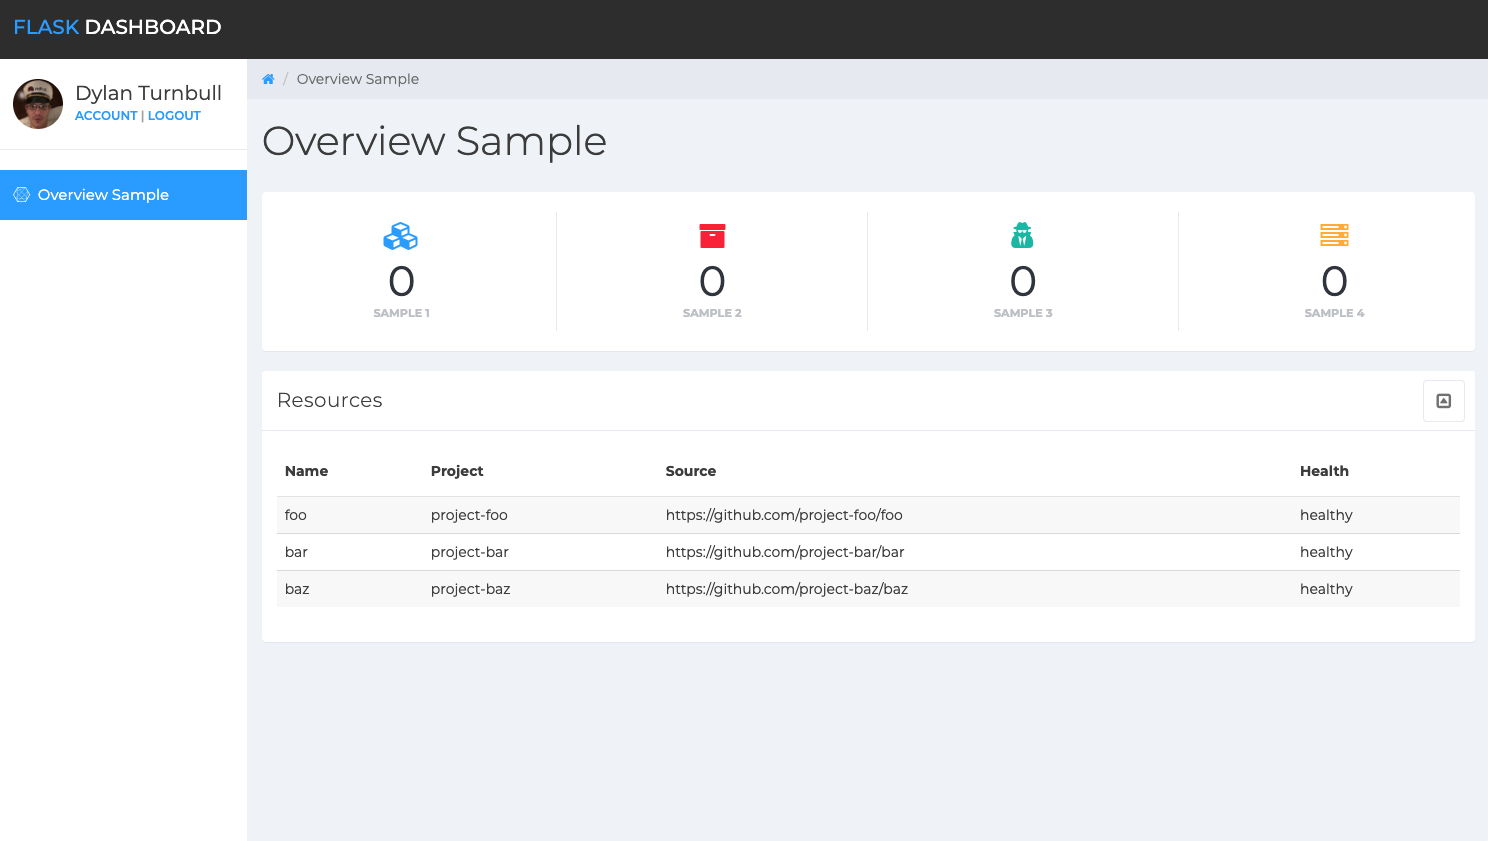 FLASK DASHBOARD
Dylan Turnbull
ACCOUNT | LOGOUT
Overview Sample
/ Overview Sample
Overview Sample
0
SAMPLE 1
0
SAMPLE 2
0
SAMPLE 3
0
SAMPLE 4
Resources
Name Project Source Health
foo project-foo https://github.com/project-foo/foo healthy
bar project-bar https://github.com/project-bar/bar healthy
baz project-baz https://github.com/project-baz/baz healthy